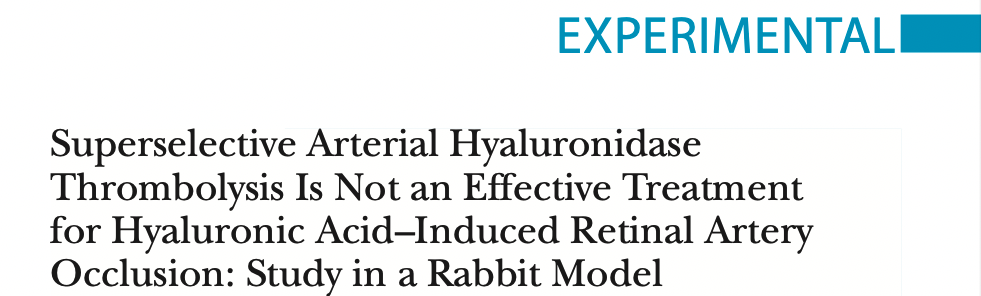 EXPERIMENTAL
Superselective Arterial Hyaluronidase
Thrombolysis Is Not an Effective Treatment
for Hyaluronic Acid–Induced Retinal Artery
Occlusion: Study in a Rabbit Model